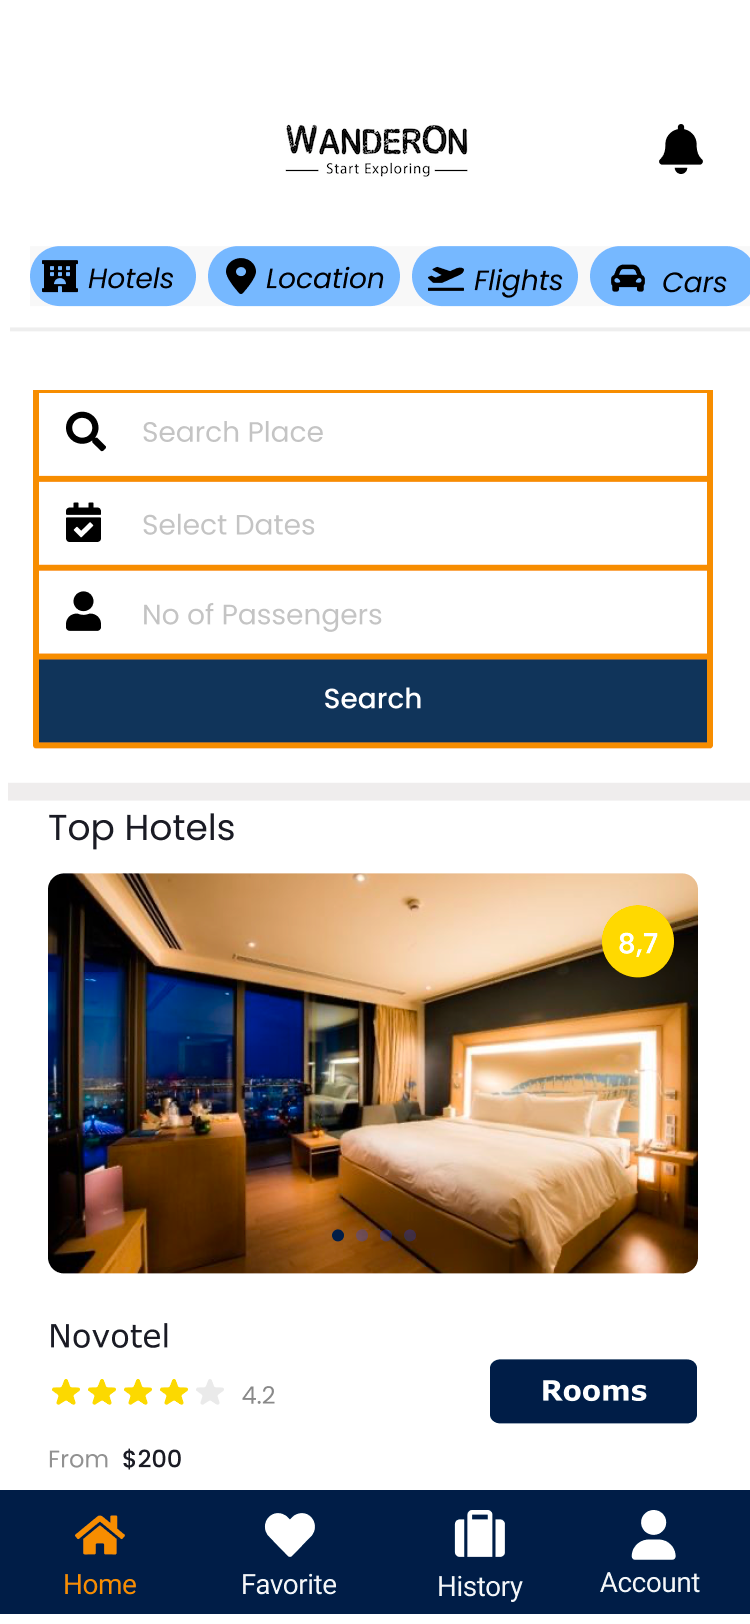 WANDERON
Start Exploring
Hotels Location Flights Cars
Search Place
Select Dates
No of Passengers
Search
Top Hotels
8,7
Novotel
4.2
Rooms
From $200
Home Favorite History Account